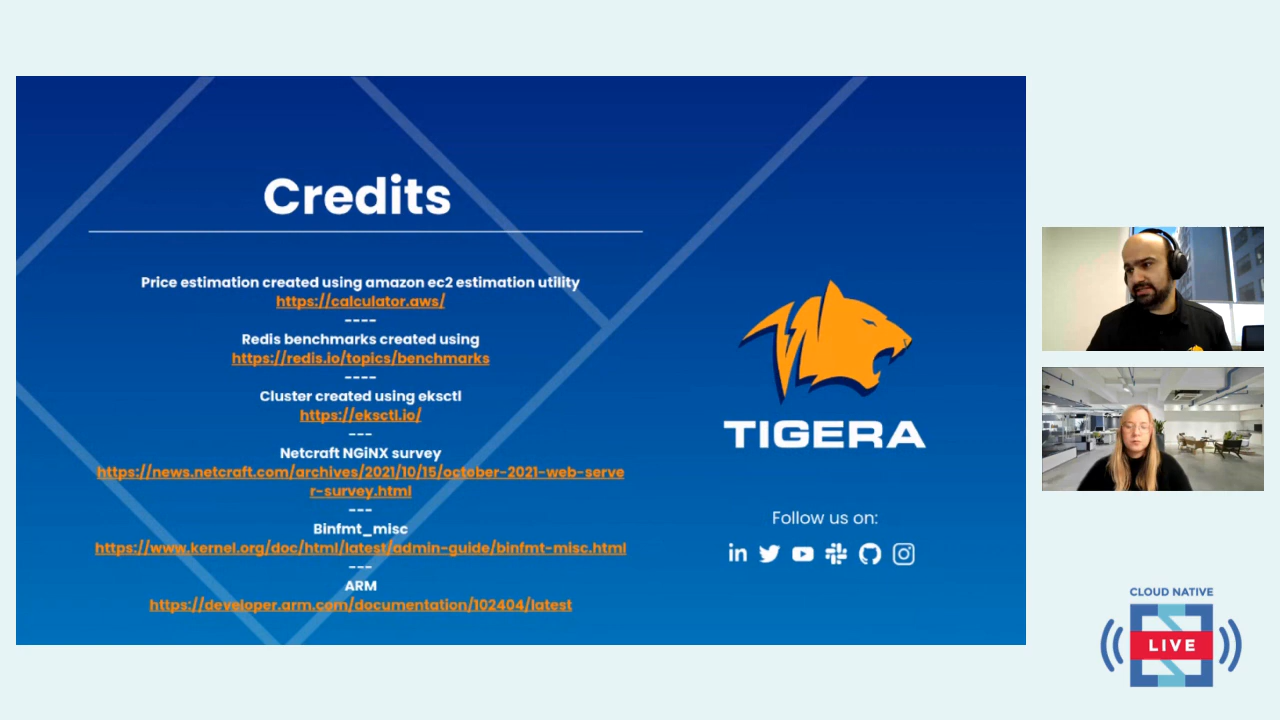 Credits
Price estimation created using amazon ec2 estimation utility
https://calculator.aws/
----
Redis benchmarks created using
https://redis.io/topics/benchmarks
----
Cluster created using eksctl
https://eksctl.io/
---
Netcraft NGiNX survey
https://news.netcraft.com/archives/2021/10/15/october-2021-web-serve
r-survey.html
---
Binfmt_misc
https://www.kernel.org/doc/html/latest/admin-guide/binfmt-misc.html
---
ARM
https://developer.arm.com/documentation/102404/latest
TIGERA
Follow us on:
in
CLOUD NATIVE
LIVE